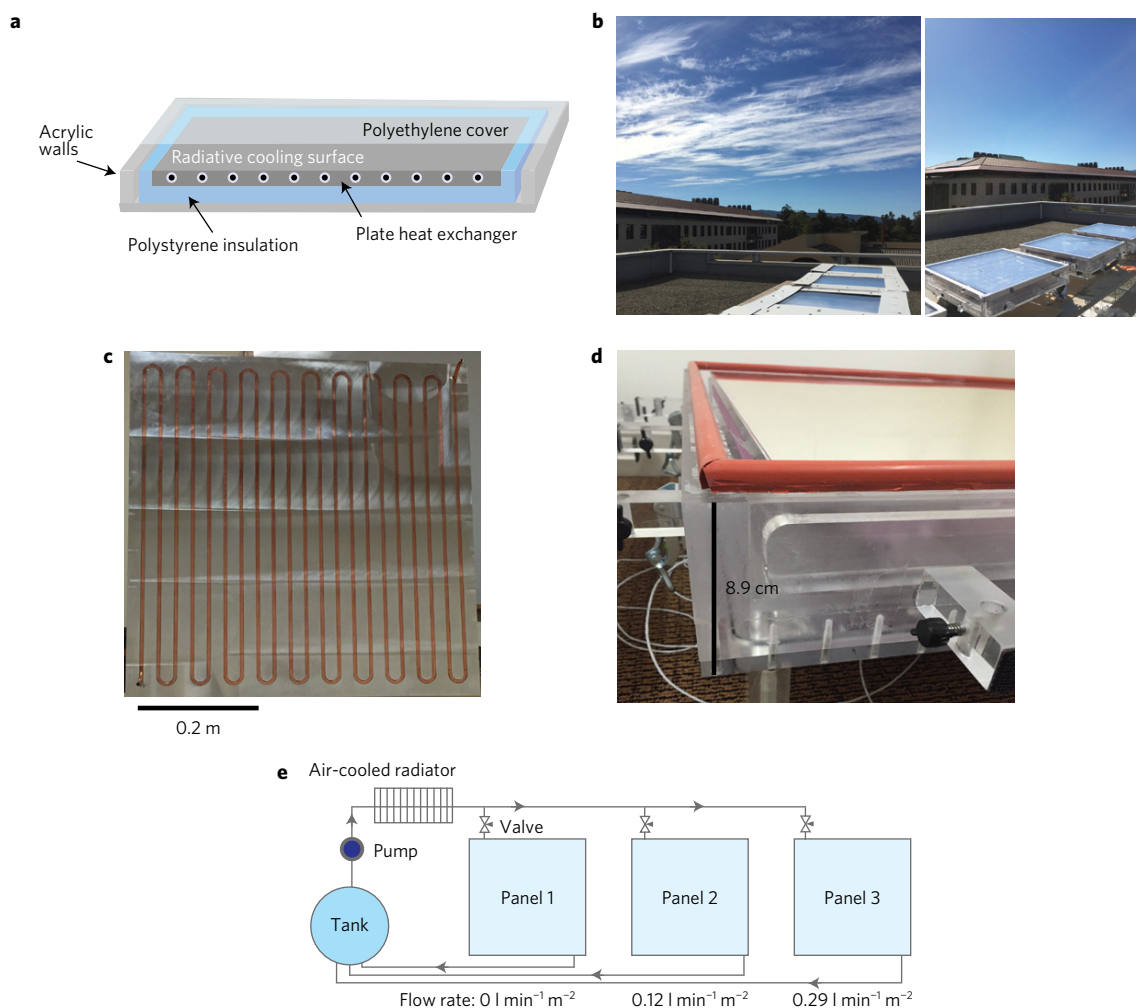 a
Acrylic
walls
Polyethylene cover
Radiative cooling surface
Polystyrene insulation
Plate heat exchanger
b
c
0.2 m
d
8.9 cm
e
Air-cooled radiator
Valve
Pump
Tank
Panel 1
Panel 2
Panel 3
Flow rate: 0 l min⁻¹ m⁻²
0.12 l min⁻¹ m⁻²
0.29 l min⁻¹ m⁻²